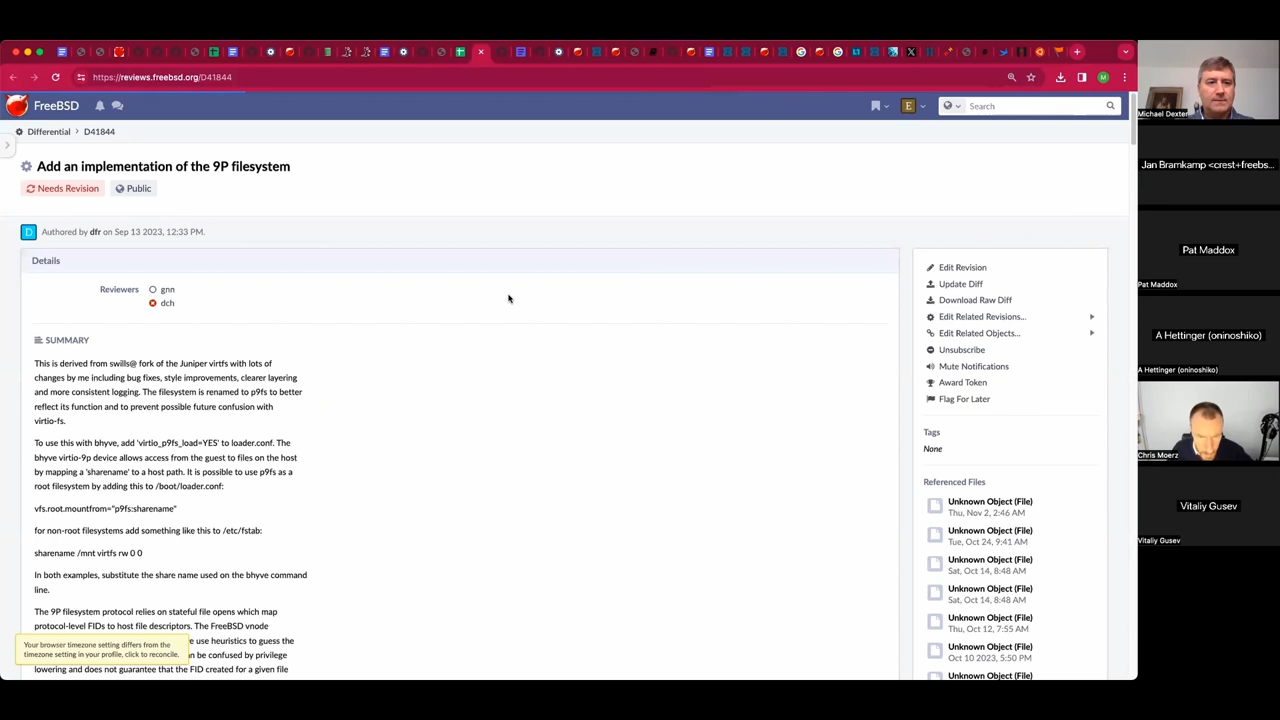 https://reviews.freebsd.org/D41844
FreeBSD
E
Search
M
Differential > D41844
Add an implementation of the 9P filesystem
Needs Revision
Public
D
Authored by dfr on Sep 13 2023, 12:33 PM.
Details
Reviewers
gnn
dch
SUMMARY
This is derived from swills@ fork of the Juniper virtfs with lots of
changes by me including bug fixes, style improvements, clearer layering
and more consistent logging. The filesystem is renamed to p9fs to better
reflect its function and to prevent possible future confusion with
virtio-fs.
To use this with bhyve, add 'virtio_p9fs_load=YES' to loader.conf. The
bhyve virtio-9p device allows access from the guest to files on the host
by mapping a 'sharename' to a host path. It is possible to use p9fs as a
root filesystem by adding this to /boot/loader.conf:
vfs.root.mountfrom="p9fs:sharename"
for non-root filesystems add something like this to /etc/fstab:
sharename /mnt virtfs rw 0 0
In both examples, substitute the share name used on the bhyve command
line.
The 9P filesystem protocol relies on stateful file opens which map
protocol-level FIDs to host file descriptors. The FreeBSD vnode
use heuristics to guess the
n be confused by privilege
lowering and does not guarantee that the FID created for a given file
Your browser timezone setting differs from the
timezone setting in your profile, click to reconcile.
Edit Revision
Update Diff
Download Raw Diff
Edit Related Revisions...
Edit Related Objects...
Unsubscribe
Mute Notifications
Award Token
Flag For Later
Tags
None
Referenced Files
Unknown Object (File)
Thu, Nov 2, 2:46 AM
Unknown Object (File)
Tue, Oct 24, 9:41 AM
Unknown Object (File)
Sat, Oct 14, 8:48 AM
Unknown Object (File)
Sat, Oct 14, 8:48 AM
Unknown Object (File)
Thu, Oct 12, 7:55 AM
Unknown Object (File)
Oct 10 2023, 5:50 PM
Unknown Object (File)
Michael Dexter
Jan Bramkamp <crest+freebs...
Pat Maddox
Pat Maddox
A Hettinger (oninoshiko)
A Hettinger (oninoshiko)
Chris Moerz
Vitaliy Gusev
Vitaliy Gusev